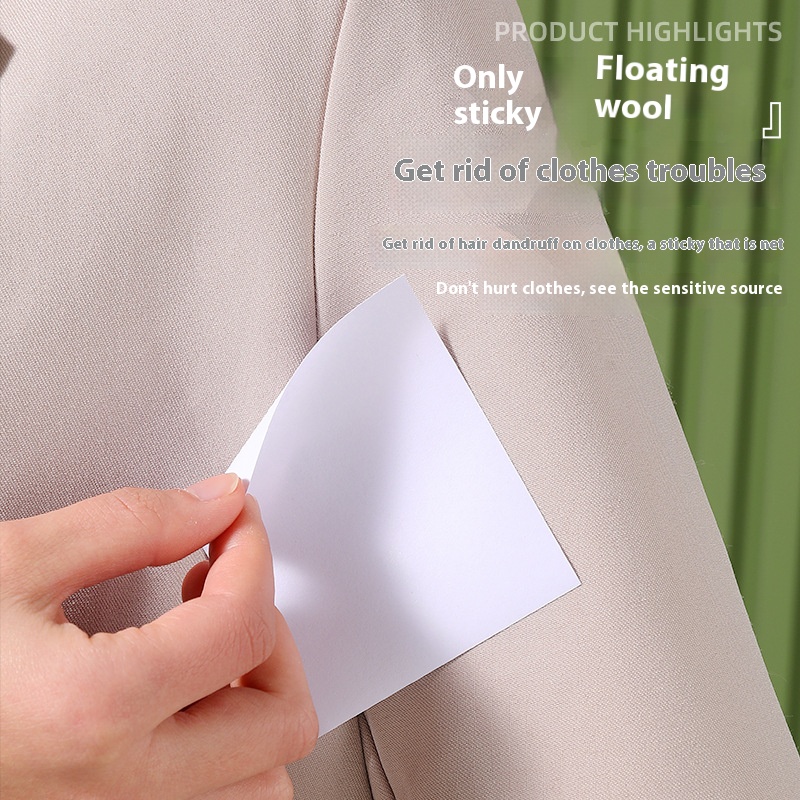 PRODUCT HIGHLIGHTS
Only sticky
Floating wool
』
Get rid of clothes troubles
Get rid of hair dandruff on clothes, a sticky that is net
Don't hurt clothes, see the sensitive source